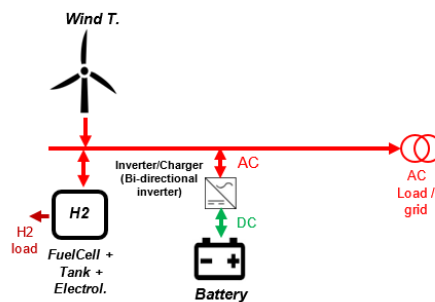 Wind T.
Inverter/Charger
(Bi-directional
inverter)
AC
AC
Load /
grid
H2
H2
load
DC
FuelCell +
Tank +
Electrol.
Battery